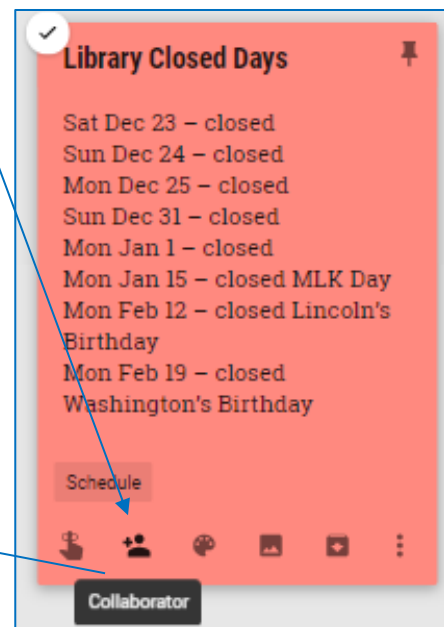 Library Closed Days
Sat Dec 23 – closed
Sun Dec 24 – closed
Mon Dec 25 – closed
Sun Dec 31 – closed
Mon Jan 1 – closed
Mon Jan 15 – closed MLK Day
Mon Feb 12 – closed Lincoln's
Birthday
Mon Feb 19 – closed
Washington's Birthday
Schedule
Collaborator